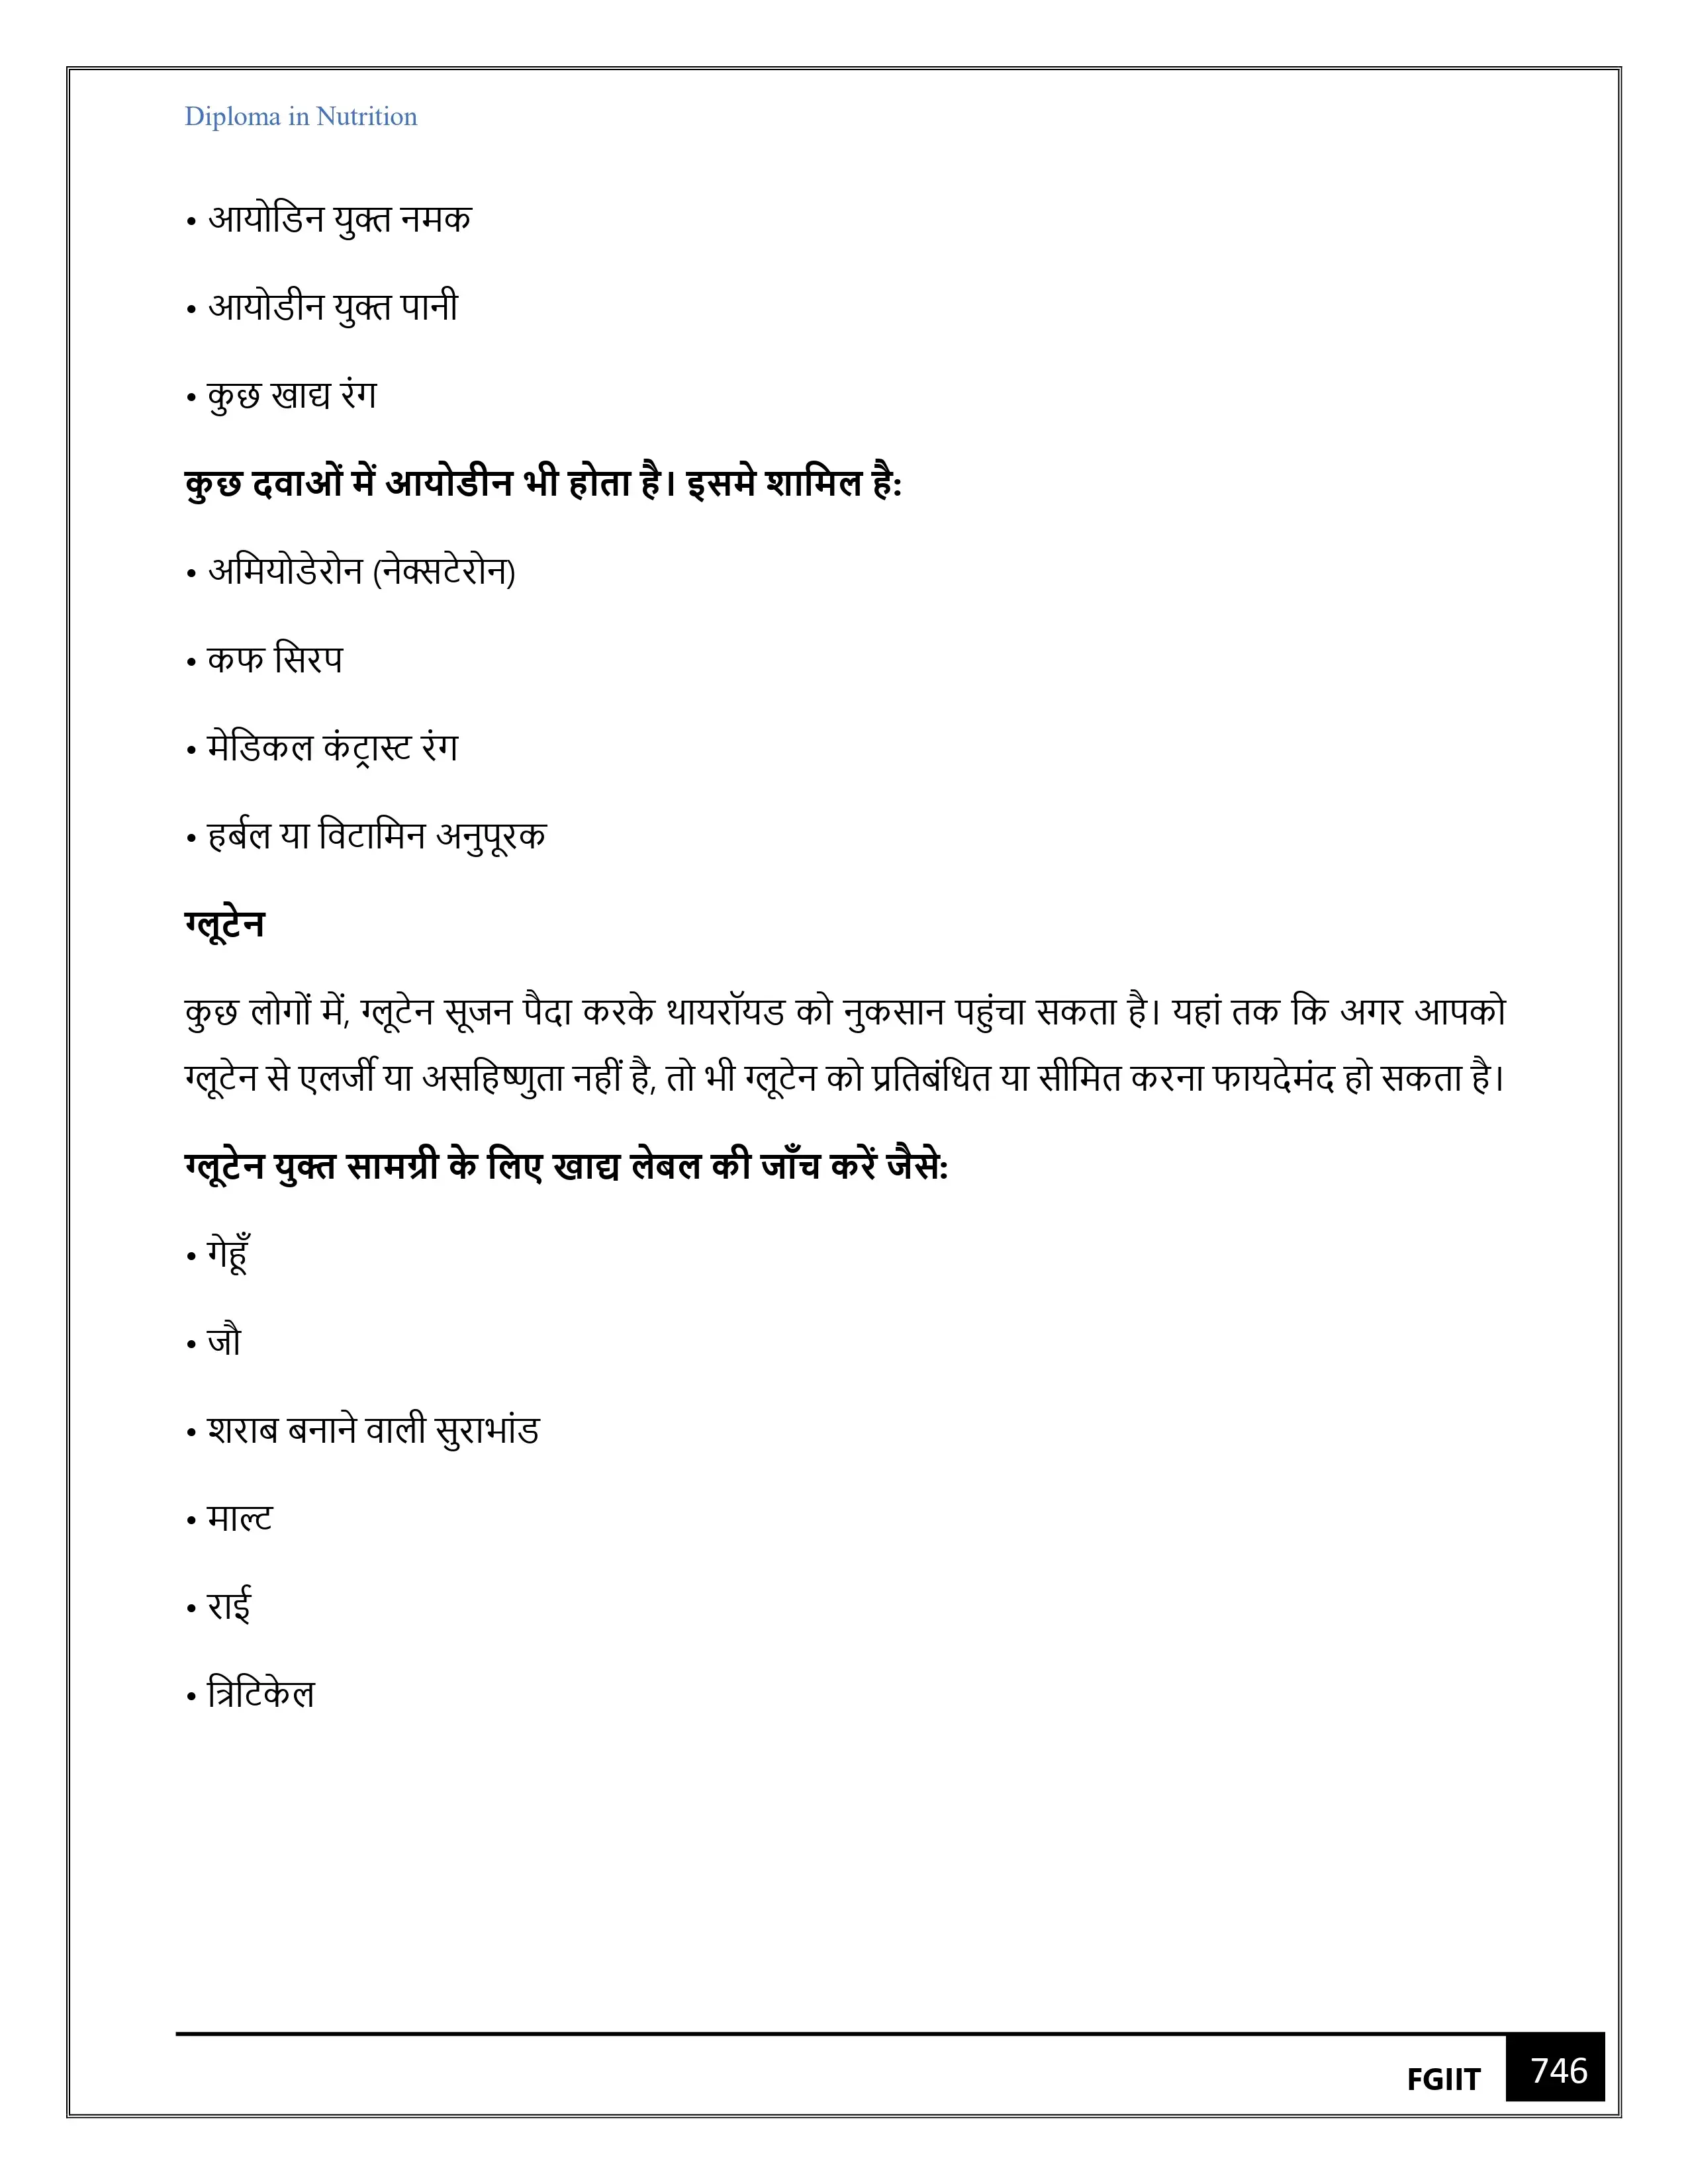 Diploma in Nutrition
• आयोडिन युक्त नमक
• आयोडीन युक्त पानी
• कुछ खाद्य रंग
कुछ दवाओं में आयोडीन भी होता है। इसमे शामिल है:
• अमियोडेरोन (नेक्सटेरोन)
• कफ सिरप
• मेडिकल कंट्रास्ट रंग
• हर्बल या विटामिन अनुपूरक
ग्लूटेन
कुछ लोगों में, ग्लूटेन सूजन पैदा करके थायरॉयड को नुकसान पहुंचा सकता है। यहां तक कि अगर आपको
ग्लूटेन से एलर्जी या असहिष्णुता नहीं है, तो भी ग्लूटेन को प्रतिबंधित या सीमित करना फायदेमंद हो सकता है।
ग्लूटेन युक्त सामग्री के लिए खाद्य लेबल की जाँच करें जैसे:
• गेहूँ
• जौ
• शराब बनाने वाली सुराभांड
• माल्ट
• राई
• त्रिटिकेल
FGIIT 746